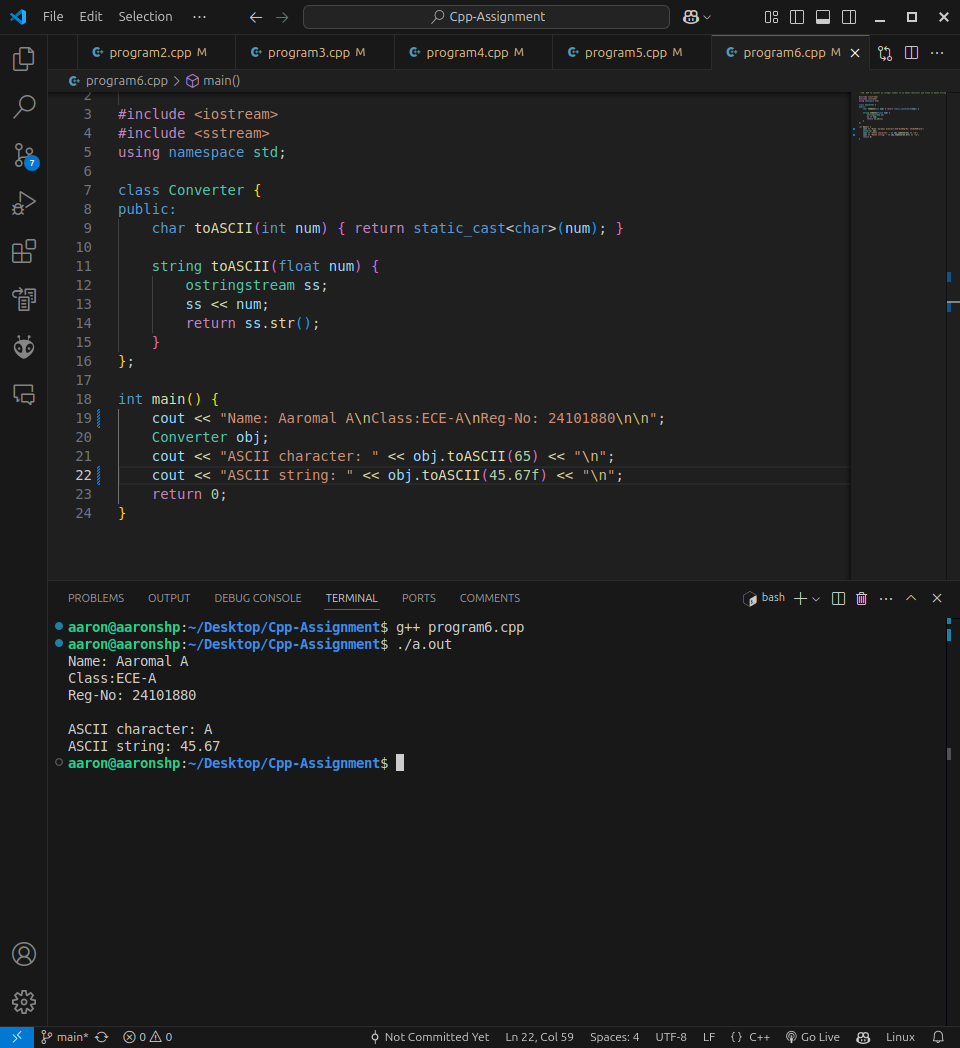 File Edit Selection ··· Cpp-Assignment
program2.cpp M program3.cpp M program4.cpp M program5.cpp M program6.cpp M
program6.cpp > main()
2
3 #include <iostream>
4 #include <sstream>
5 using namespace std;
6
7 class Converter {
8 public:
9 char toASCII(int num) { return static_cast<char>(num); }
10
11 string toASCII(float num) {
12 ostringstream ss;
13 ss << num;
14 return ss.str();
15 }
16 };
17
18 int main() {
19 cout << "Name: Aaromal A\nClass:ECE-A\nReg-No: 24101880\n\n";
20 Converter obj;
21 cout << "ASCII character: " << obj.toASCII(65) << "\n";
22 cout << "ASCII string: " << obj.toASCII(45.67f) << "\n";
23 return 0;
24 }
7
PROBLEMS OUTPUT DEBUG CONSOLE TERMINAL PORTS COMMENTS bash
aaron@aaronshp:~/Desktop/Cpp-Assignment$ g++ program6.cpp
aaron@aaronshp:~/Desktop/Cpp-Assignment$ ./a.out
Name: Aaromal A
Class:ECE-A
Reg-No: 24101880
ASCII character: A
ASCII string: 45.67
aaron@aaronshp:~/Desktop/Cpp-Assignment$
main* 0 0 Not Committed Yet Ln 22, Col 59 Spaces: 4 UTF-8 LF {} C++ Go Live Linux